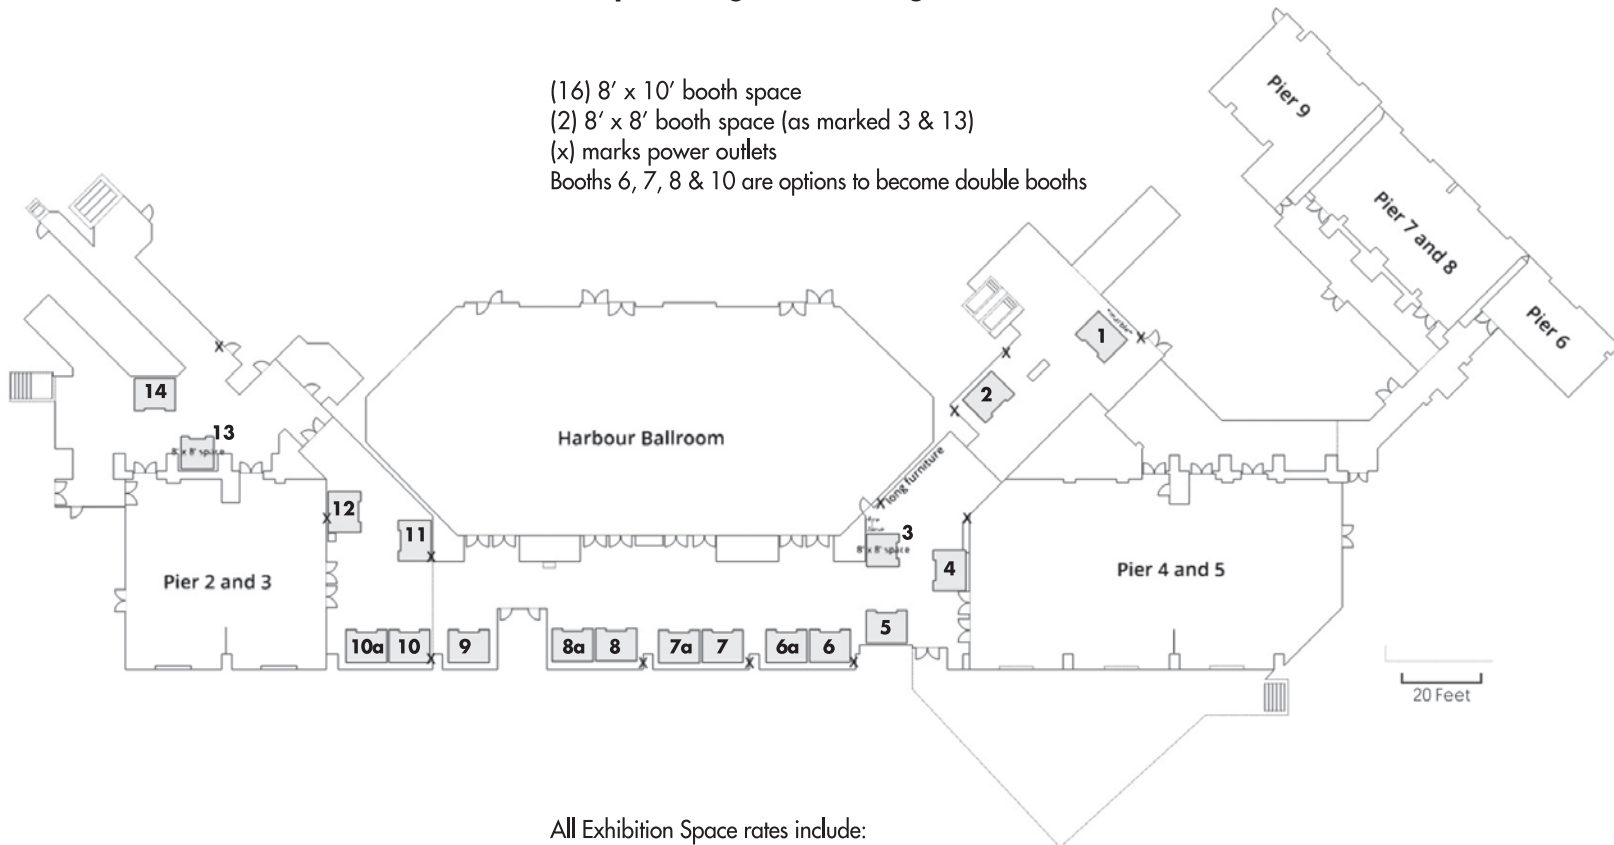 (16) 8’ x 10’ booth space
(2) 8’ x 8’ booth space (as marked 3 & 13)
(x) marks power outlets
Booths 6, 7, 8 & 10 are options to become double booths
Pier 9
Pier 7 and 8
Pier 6
"marble"
1
2
14
13
8' x 8' space
Harbour Ballroom
long furniture
12
11
3
8' x 8' space
4
Pier 2 and 3
Pier 4 and 5
10a
10
9
8a
8
7a
7
6a
6
5
x
x
x
x
x
x
x
x
x
x
x
x
20 Feet
All Exhibition Space rates include: